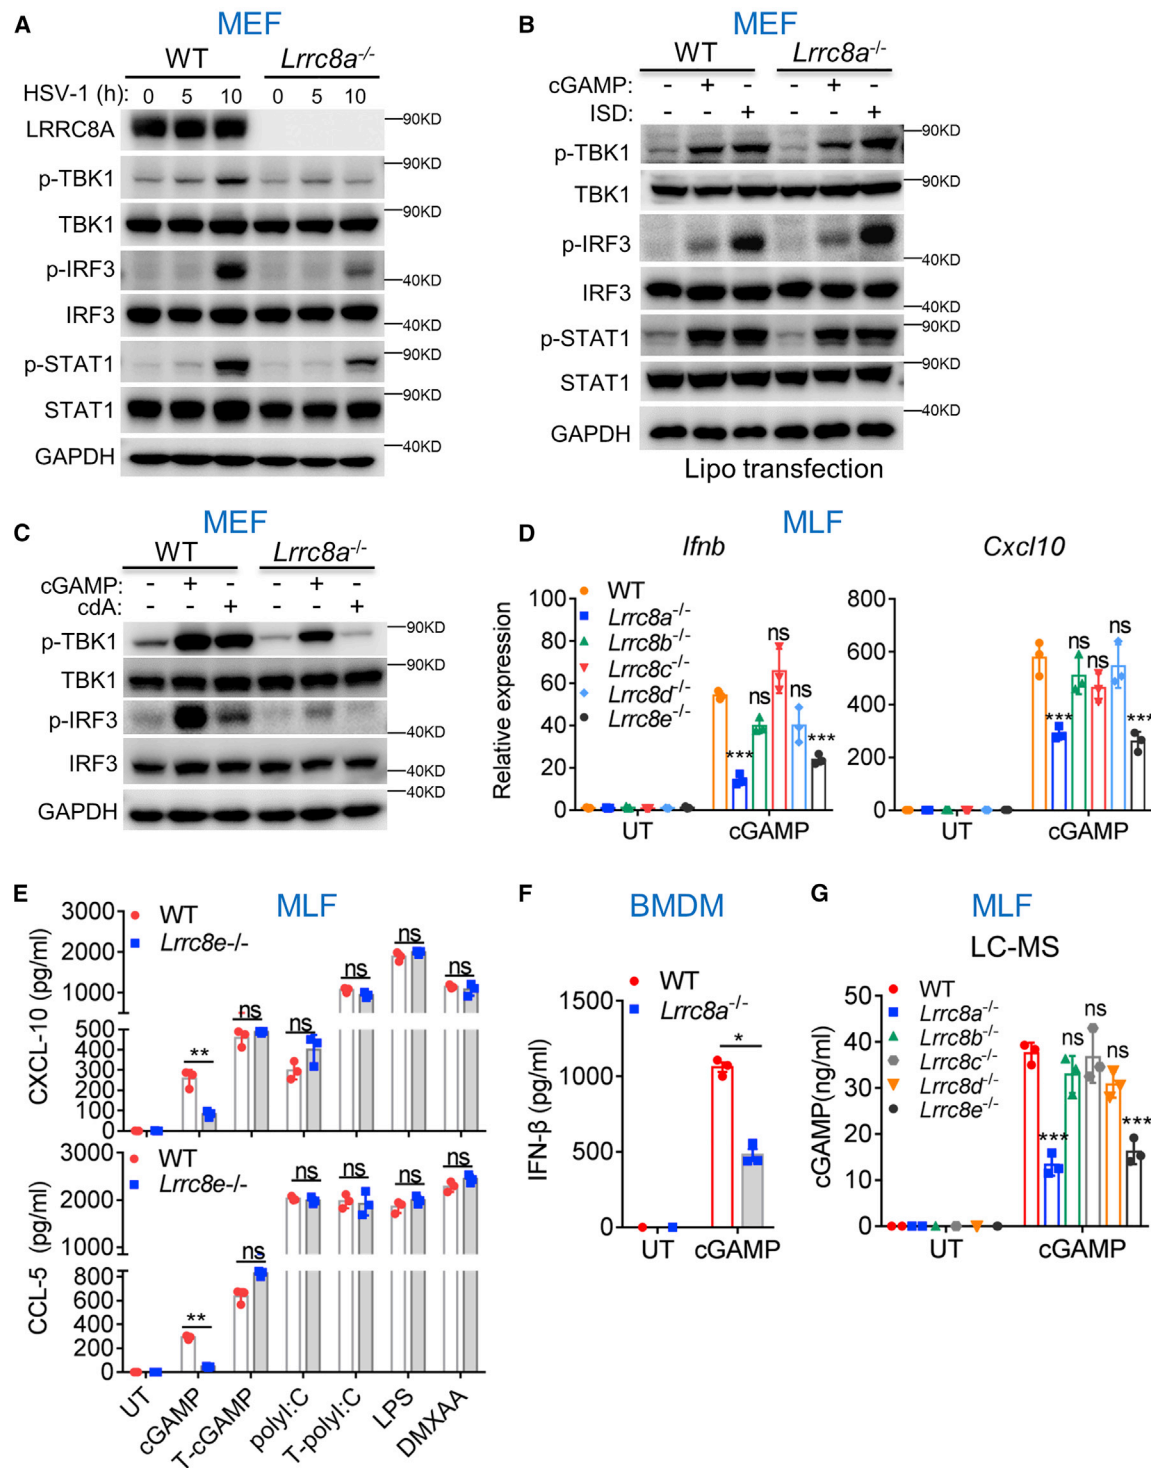 A
MEF
WT Lrrc8a-/-
HSV-1 (h): 0 5 10 0 5 10
LRRC8A 90KD
p-TBK1 90KD
TBK1 90KD
p-IRF3 40KD
IRF3 40KD
p-STAT1 90KD
STAT1 90KD
GAPDH 40KD
B
MEF
WT Lrrc8a-/-
cGAMP: - + - - + -
ISD: - - + - - +
p-TBK1 90KD
TBK1 90KD
p-IRF3 40KD
IRF3 40KD
p-STAT1 90KD
STAT1 90KD
GAPDH 40KD
Lipo transfection
C
MEF
WT Lrrc8a-/-
cGAMP: - + - - + -
cdA: - - + - - +
p-TBK1 90KD
TBK1 90KD
p-IRF3 40KD
IRF3 40KD
GAPDH 40KD
D
MLF
Ifnb Cxcl10
WT
Lrrc8a-/-
Lrrc8b-/-
Lrrc8c-/-
Lrrc8d-/-
Lrrc8e-/-
Relative expression
100
80
60
40
20
0
*** ns ns ns ***
UT cGAMP
800
600
400
200
0
*** ns ns ns ***
UT cGAMP
E
MLF
WT
Lrrc8e-/-
CXCL-10 (pg/ml)
3000
2000
1000
500
400
300
200
100
0
** ns ns ns ns ns
WT
Lrrc8e-/-
CCL-5 (pg/ml)
3000
2000
1000
800
600
400
200
0
** ns ns ns ns ns
UT cGAMP T-cGAMP polyI:C T-polyI:C LPS DMXAA
F
BMDM
WT
Lrrc8a-/-
IFN-β (pg/ml)
1500
1000
500
0
*
UT cGAMP
G
MLF
LC-MS
WT
Lrrc8a-/-
Lrrc8b-/-
Lrrc8c-/-
Lrrc8d-/-
Lrrc8e-/-
cGAMP(ng/ml)
50
40
30
20
10
0
*** ns ns ns ***
UT cGAMP